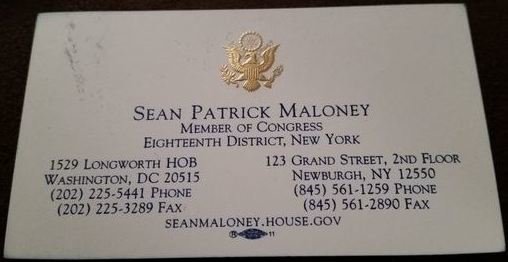 SEAN PATRICK MALONEY
MEMBER OF CONGRESS
EIGHTEENTH DISTRICT, NEW YORK
1529 LONGWORTH HOB
WASHINGTON, DC 20515
(202) 225-5441 PHONE
(202) 225-3289 FAX
123 GRAND STREET, 2ND FLOOR
NEWBURGH, NY 12550
(845) 561-1259 PHONE
(845) 561-2890 FAX
SEANMALONEY.HOUSE.GOV
® 11